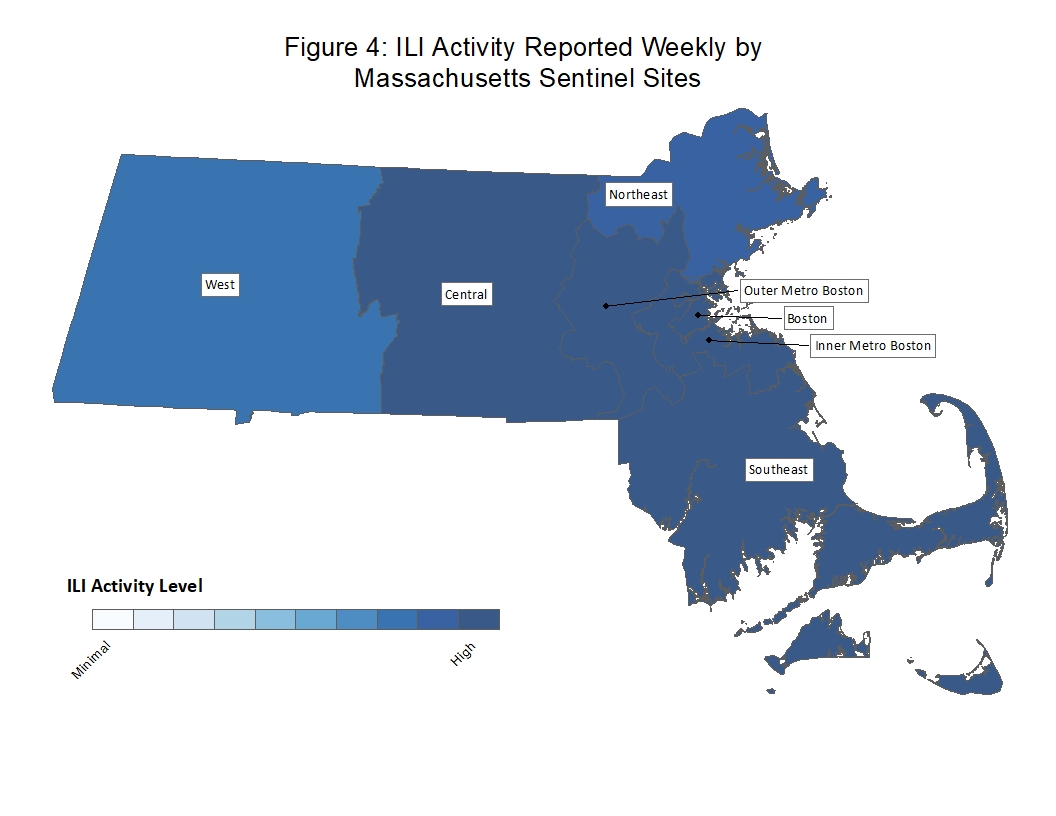 Figure 4: ILI Activity Reported Weekly by
Massachusetts Sentinel Sites
Northeast
West
Central
Outer Metro Boston
Boston
Inner Metro Boston
Southeast
ILI Activity Level
Minimal
High